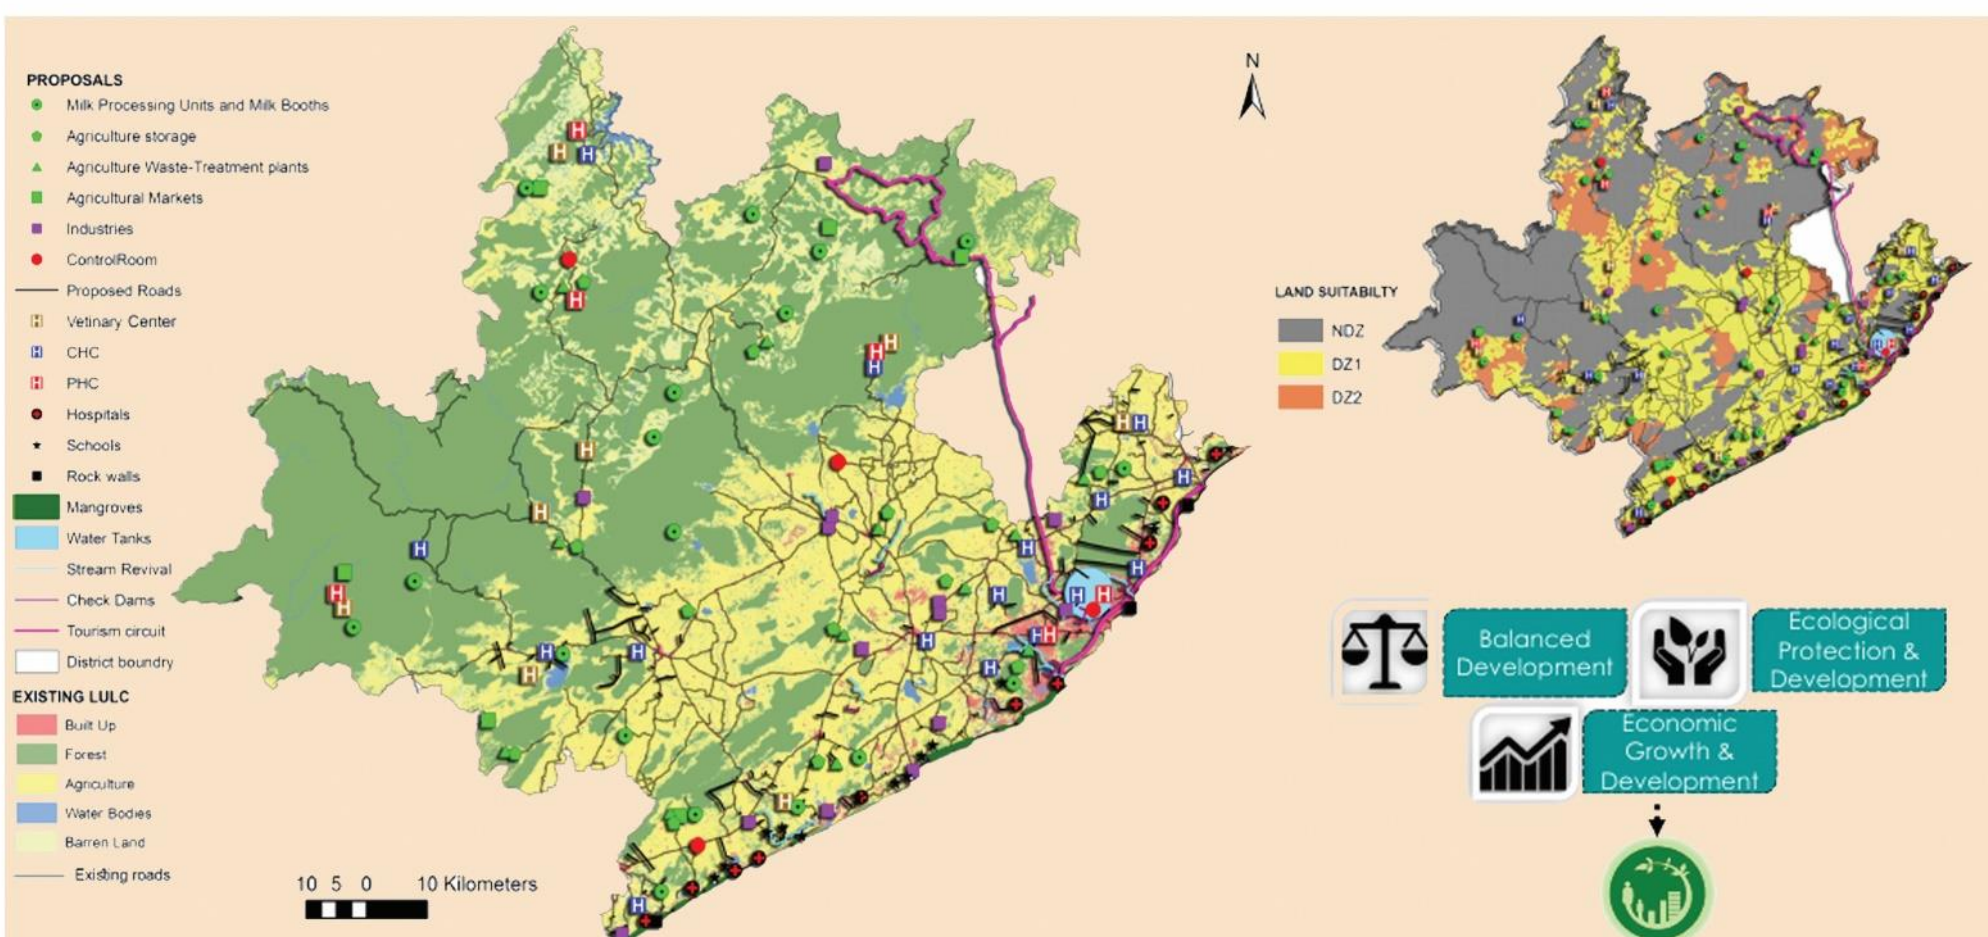 PROPOSALS
Milk Processing Units and Milk Booths
Agriculture storage
Agriculture Waste-Treatment plants
Agricultural Markets
Industries
ControlRoom
Proposed Roads
H Vetinary Center
H CHC
H PHC
Hospitals
Schools
Rock walls
Mangroves
Water Tanks
Stream Revival
Check Dams
Tourism circuit
District boundry
EXISTING LULC
Built Up
Forest
Agriculture
Water Bodies
Barren Land
Existing roads
10 5 0 10 Kilometers
N
LAND SUITABILTY
NDZ
DZ1
DZ2
Balanced
Development
Ecological
Protection &
Development
Economic
Growth &
Development